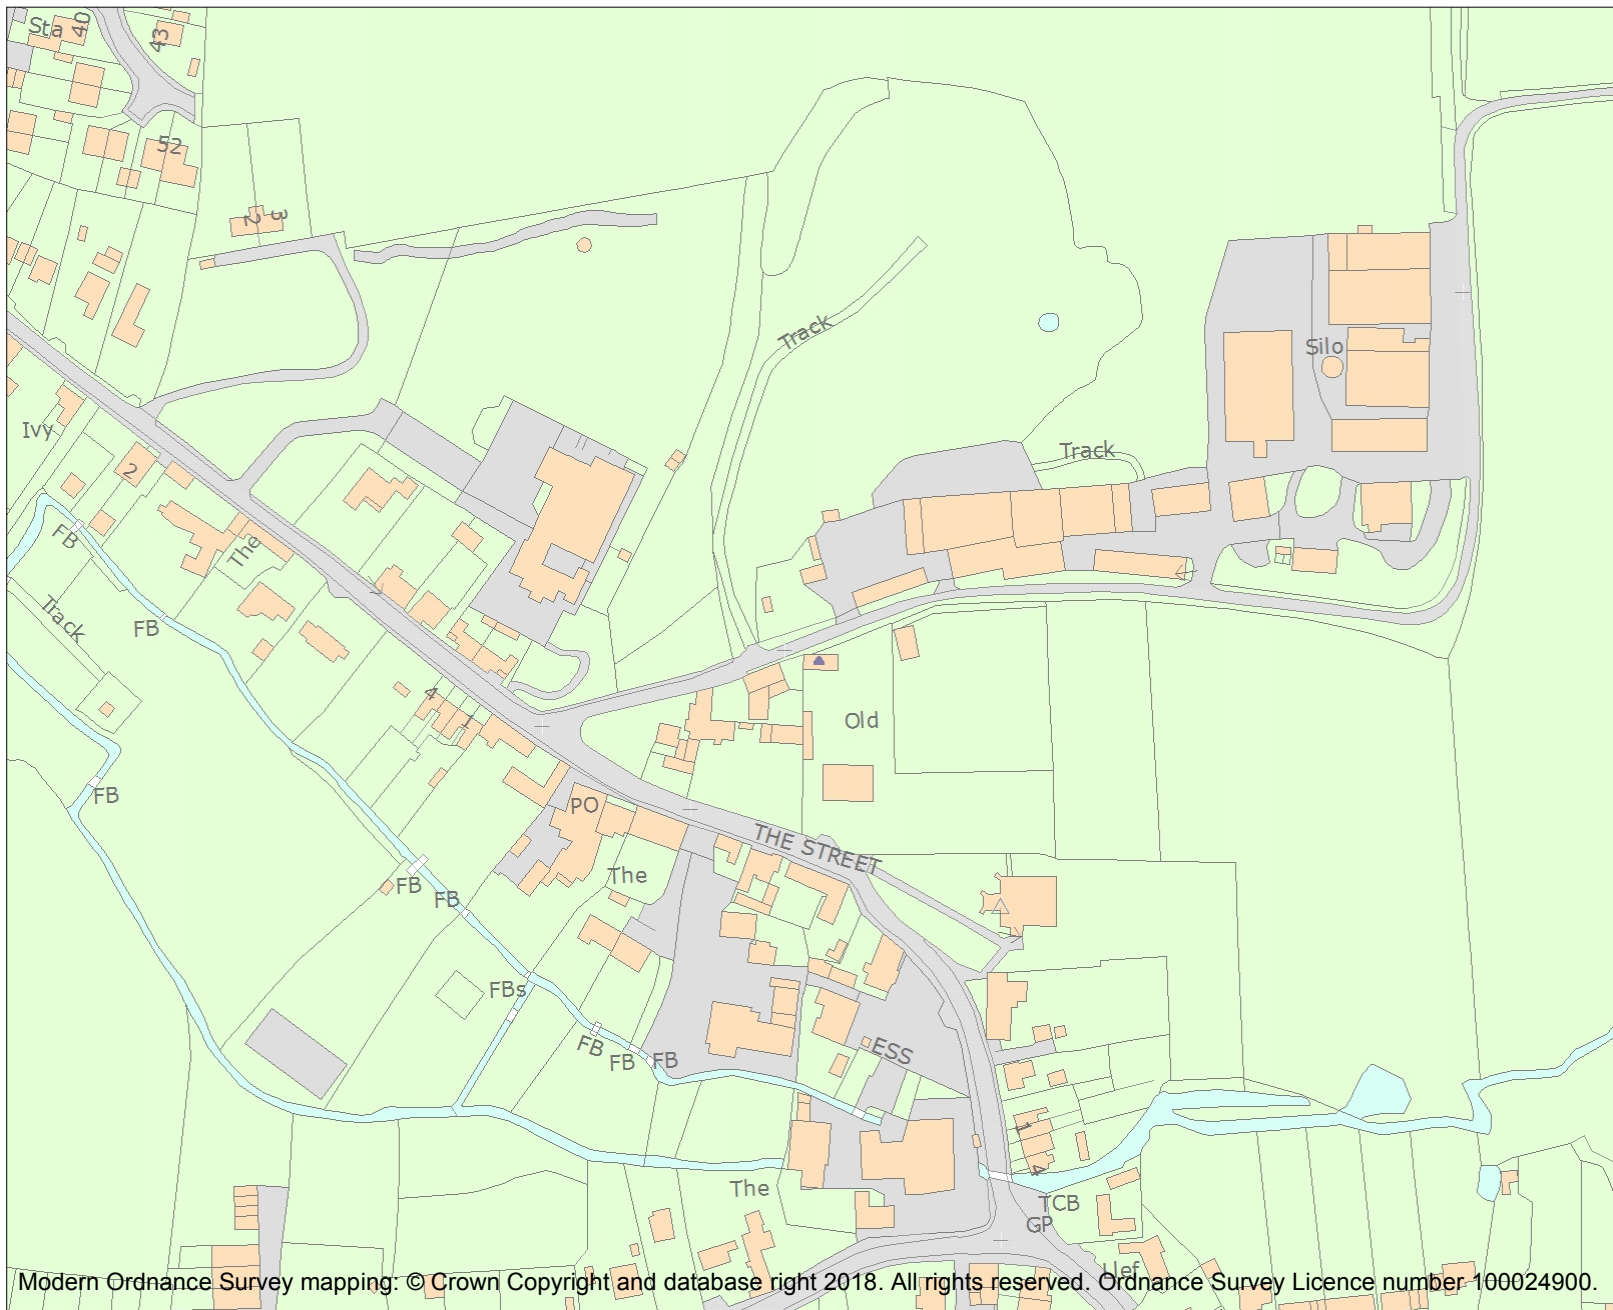 Sta
40
43
52
2
3
Track
Silo
Track
Ivy
2
FB
The
Track
FB
4
1
Old
FB
PO
THE STREET
The
FB
FB
FBs
FB
FB
FB
ESS
1
4
The
TCB
GP
Llef
Modern Ordnance Survey mapping: © Crown Copyright and database right 2018. All rights reserved. Ordnance Survey Licence number 100024900.